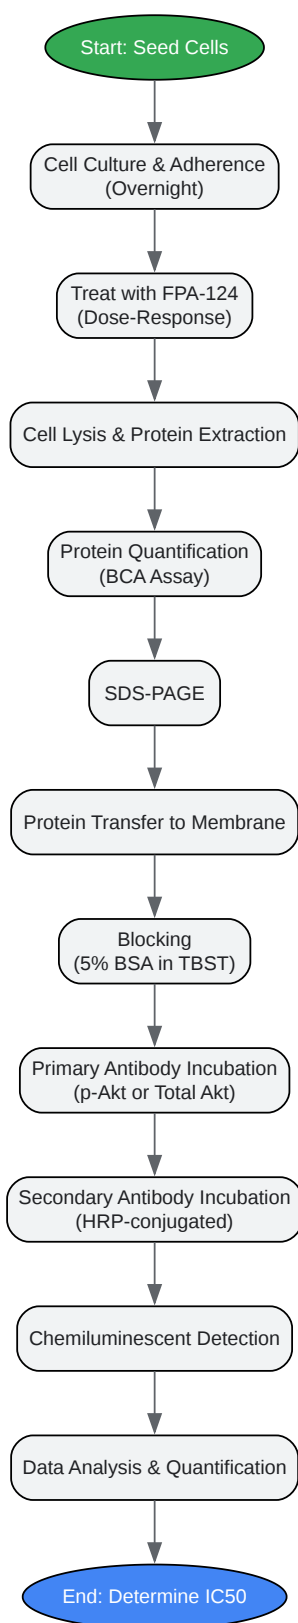 Start: Seed Cells
Cell Culture & Adherence
(Overnight)
Treat with FPA-124
(Dose-Response)
Cell Lysis & Protein Extraction
Protein Quantification
(BCA Assay)
SDS-PAGE
Protein Transfer to Membrane
Blocking
(5% BSA in TBST)
Primary Antibody Incubation
(p-Akt or Total Akt)
Secondary Antibody Incubation
(HRP-conjugated)
Chemiluminescent Detection
Data Analysis & Quantification
End: Determine IC50